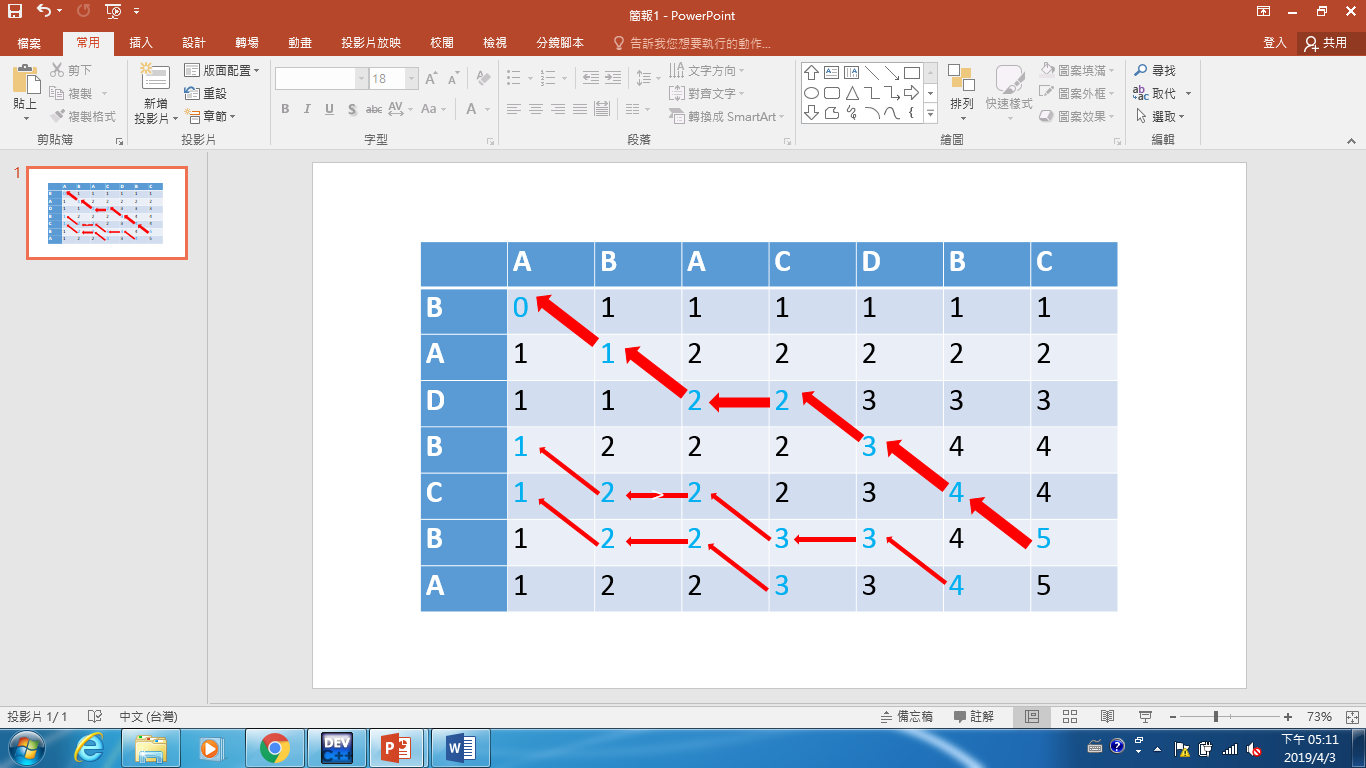 簡報1 - PowerPoint
檔案 常用 插入 設計 轉場 動畫 投影片放映 校閱 檢視 分鏡腳本 告訴我您想要執行的動作... 登入 共用
貼上 剪下 複製 複製格式 剪貼簿
新增投影片 版面配置 重設 章節 投影片
18 A A B I U S abc AV Aa A 字型
文字方向 對齊文字 轉換成 SmartArt 段落
排列 快速樣式 圖案填滿 圖案外框 圖案效果 繪圖
尋找 取代 選取 編輯
1
A B A C D B C
B 0 1 1 1 1 1 1
A 1 1 2 2 2 2 2
D 1 1 2 2 3 3 3
B 1 2 2 2 3 4 4
C 1 2 > 2 2 3 4 4
B 1 2 2 3 3 4 5
A 1 2 2 3 3 4 5
投影片 1/ 1 中文 (台灣) 備忘稿 註解 73%
DEV C++ 下午 05:11
2019/4/3